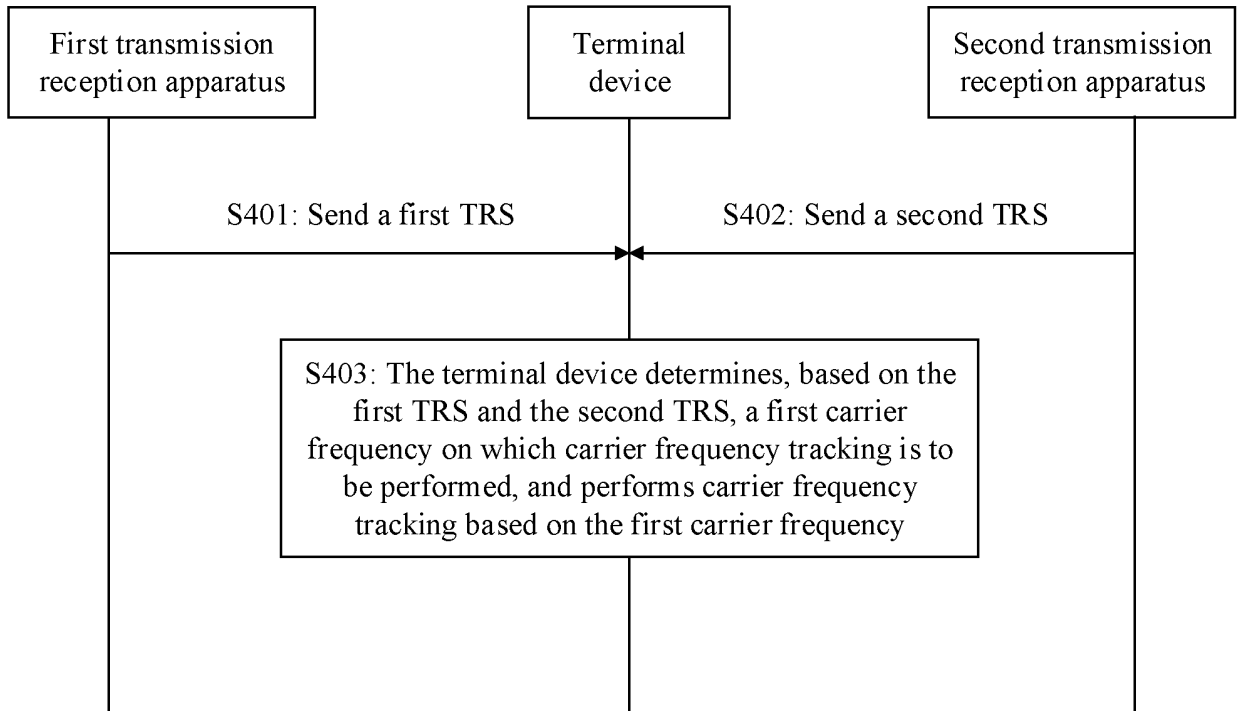 First transmission
reception apparatus
Terminal
device
Second transmission
reception apparatus
S401: Send a first TRS
S402: Send a second TRS
S403: The terminal device determines, based on the
first TRS and the second TRS, a first carrier
frequency on which carrier frequency tracking is to
be performed, and performs carrier frequency
tracking based on the first carrier frequency